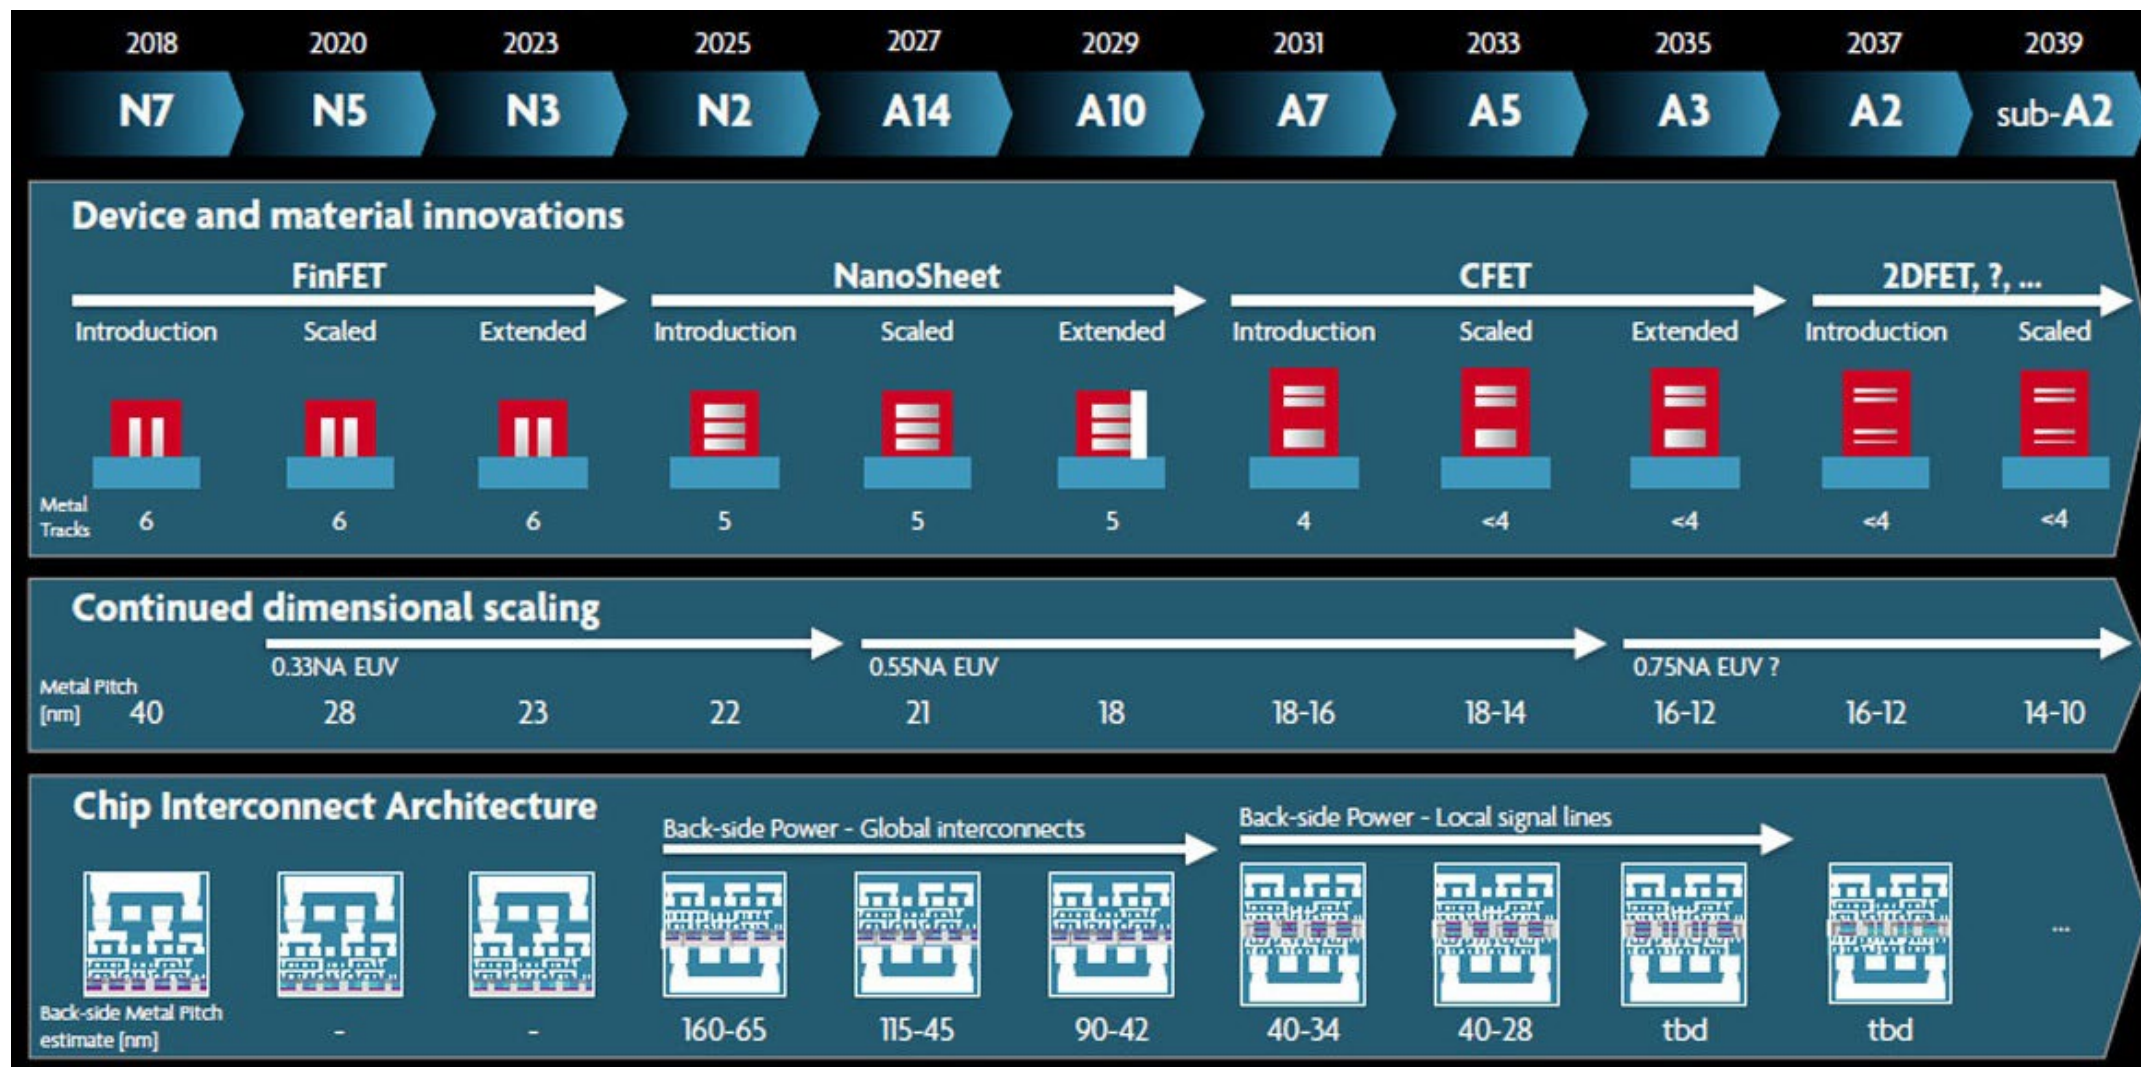 2018 2020 2023 2025 2027 2029 2031 2033 2035 2037 2039
N7 N5 N3 N2 A14 A10 A7 A5 A3 A2 sub-A2
Device and material innovations
FinFET NanoSheet CFET 2DFET, ?, ...
Introduction Scaled Extended Introduction Scaled Extended Introduction Scaled Extended Introduction Scaled
Metal
Tracks 6 6 6 5 5 5 4 <4 <4 <4 <4
Continued dimensional scaling
0.33NA EUV 0.55NA EUV 0.75NA EUV ?
Metal Pitch
[nm] 40 28 23 22 21 18 18-16 18-14 16-12 16-12 14-10
Chip Interconnect Architecture
Back-side Power - Global interconnects Back-side Power - Local signal lines
...
Back-side Metal Pitch
estimate [nm] - - 160-65 115-45 90-42 40-34 40-28 tbd tbd